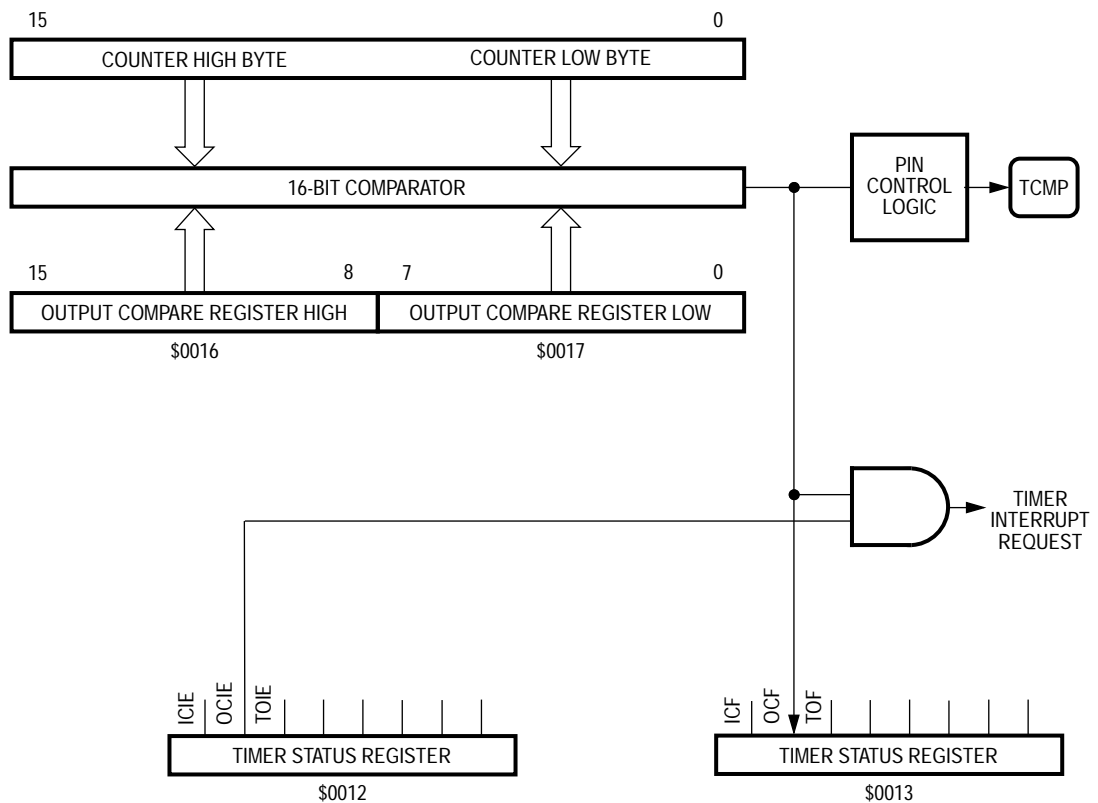 15 0
COUNTER HIGH BYTE COUNTER LOW BYTE
16-BIT COMPARATOR
PIN
CONTROL
LOGIC
TCMP
15 8 7 0
OUTPUT COMPARE REGISTER HIGH OUTPUT COMPARE REGISTER LOW
$0016 $0017
TIMER
INTERRUPT
REQUEST
ICIE OCIE TOIE
ICF OCF TOF
TIMER STATUS REGISTER TIMER STATUS REGISTER
$0012 $0013